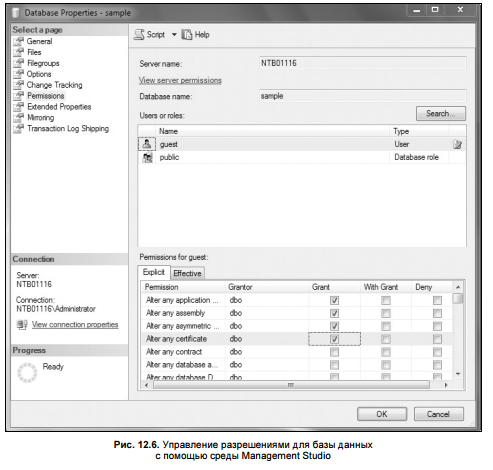 Database Properties - sample
Select a page
General
Files
Filegroups
Options
Change Tracking
Permissions
Extended Properties
Mirroring
Transaction Log Shipping
Connection
Server:
NTB01116
Connection:
NTB01116\Administrator
View connection properties
Progress
Ready
Script Help
Server name: NTB01116
View server permissions
Database name: sample
Users or roles: Search...
Name Type
guest User
public Database role
Permissions for guest:
Explicit Effective
Permission Grantor Grant With Grant Deny
Alter any application ... dbo
Alter any assembly dbo
Alter any asymmetric ... dbo
Alter any certificate dbo
Alter any contract dbo
Alter any database a... dbo
Alter any database D... dbo
OK Cancel
Рис. 12.6. Управление разрешениями для базы данных
с помощью среды Management Studio